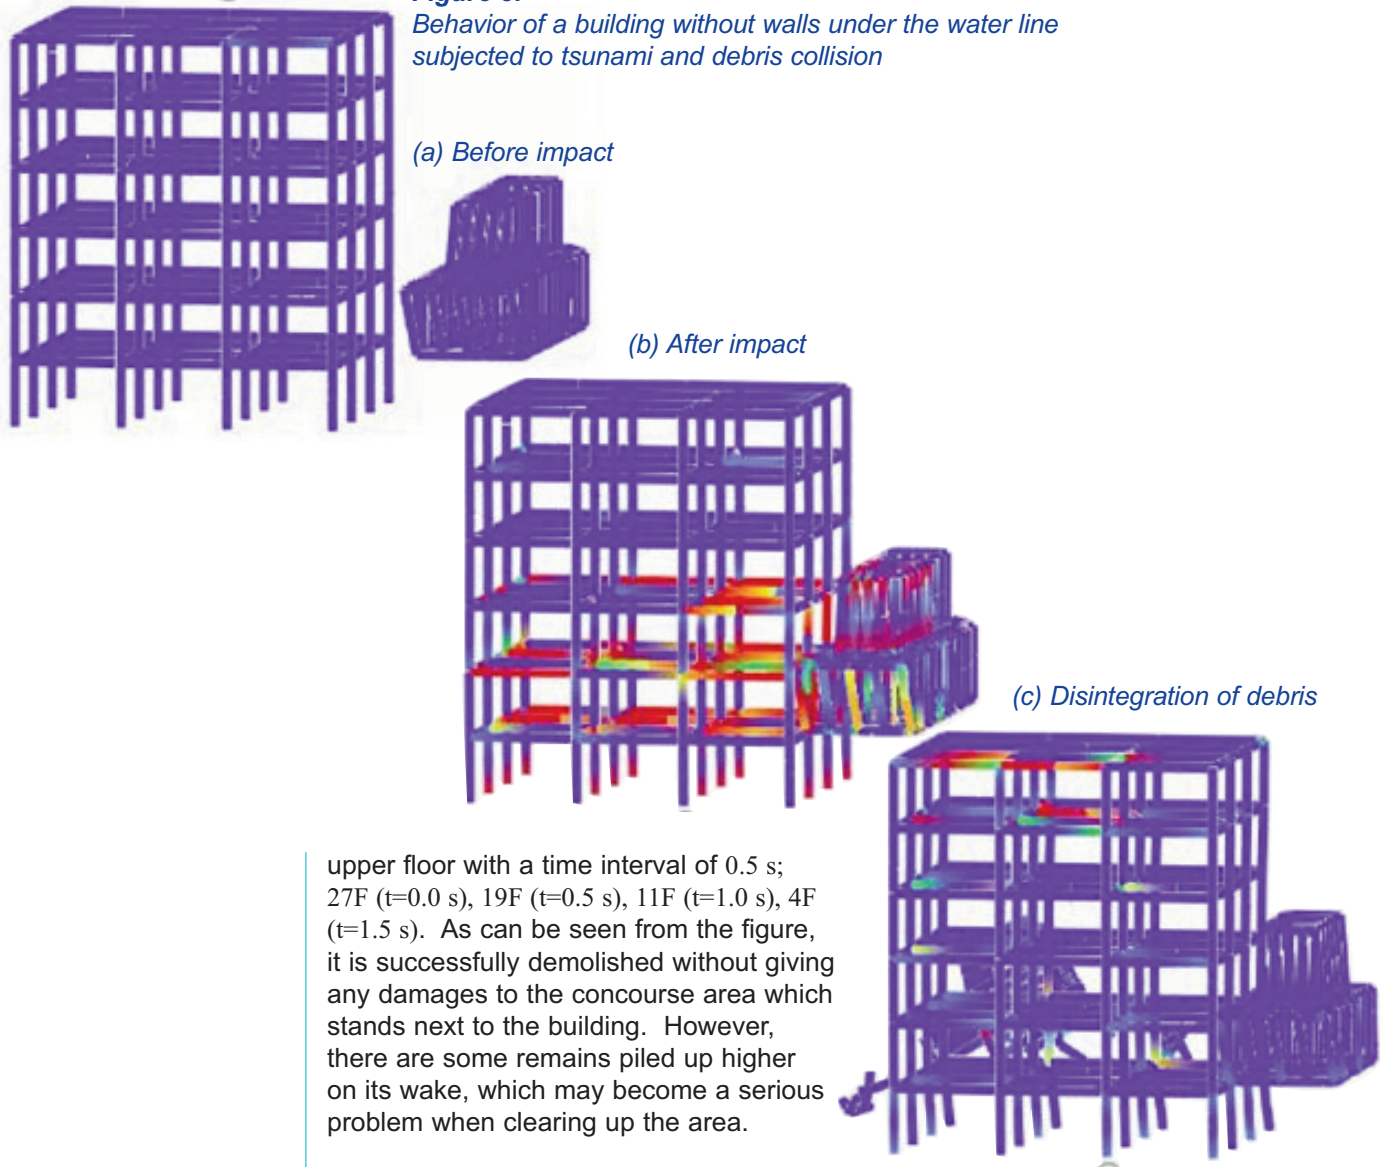 Behavior of a building without walls under the water line
subjected to tsunami and debris collision
(a) Before impact
(b) After impact
(c) Disintegration of debris
upper floor with a time interval of 0.5 s;
27F (t=0.0 s), 19F (t=0.5 s), 11F (t=1.0 s), 4F
(t=1.5 s).  As can be seen from the figure,
it is successfully demolished without giving
any damages to the concourse area which
stands next to the building.  However,
there are some remains piled up higher
on its wake, which may become a serious
problem when clearing up the area.